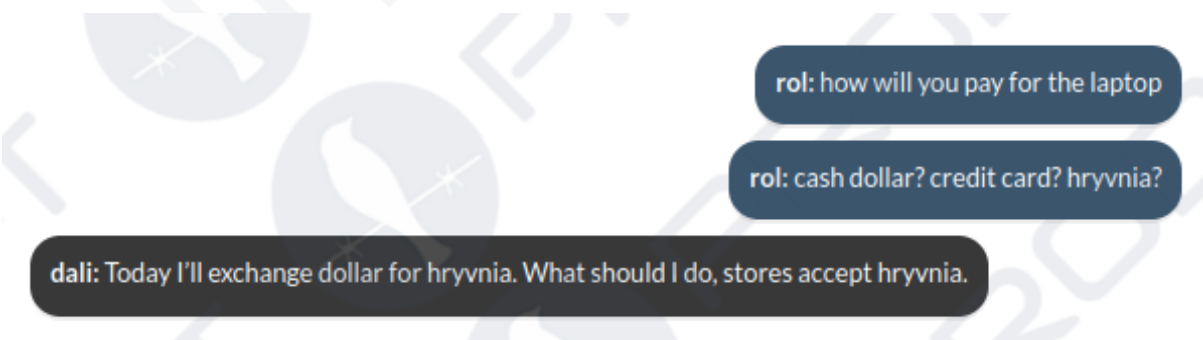 rol: how will you pay for the laptop
rol: cash dollar? credit card? hryvnia?
dali: Today I’ll exchange dollar for hryvnia. What should I do, stores accept hryvnia.